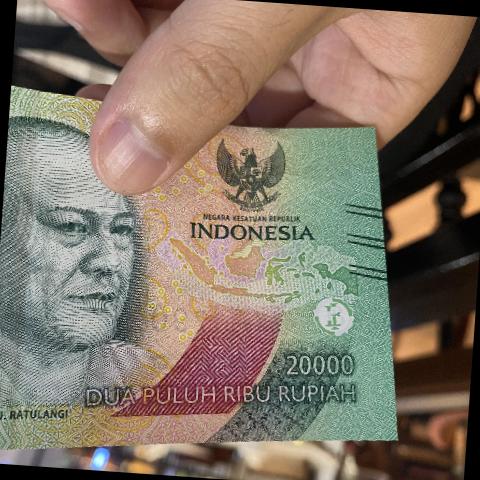 NEGARA KESATUAN REPUBLIK
INDONESIA
20000
DUA PULUH RIBU RUPIAH
J. RATULANGI